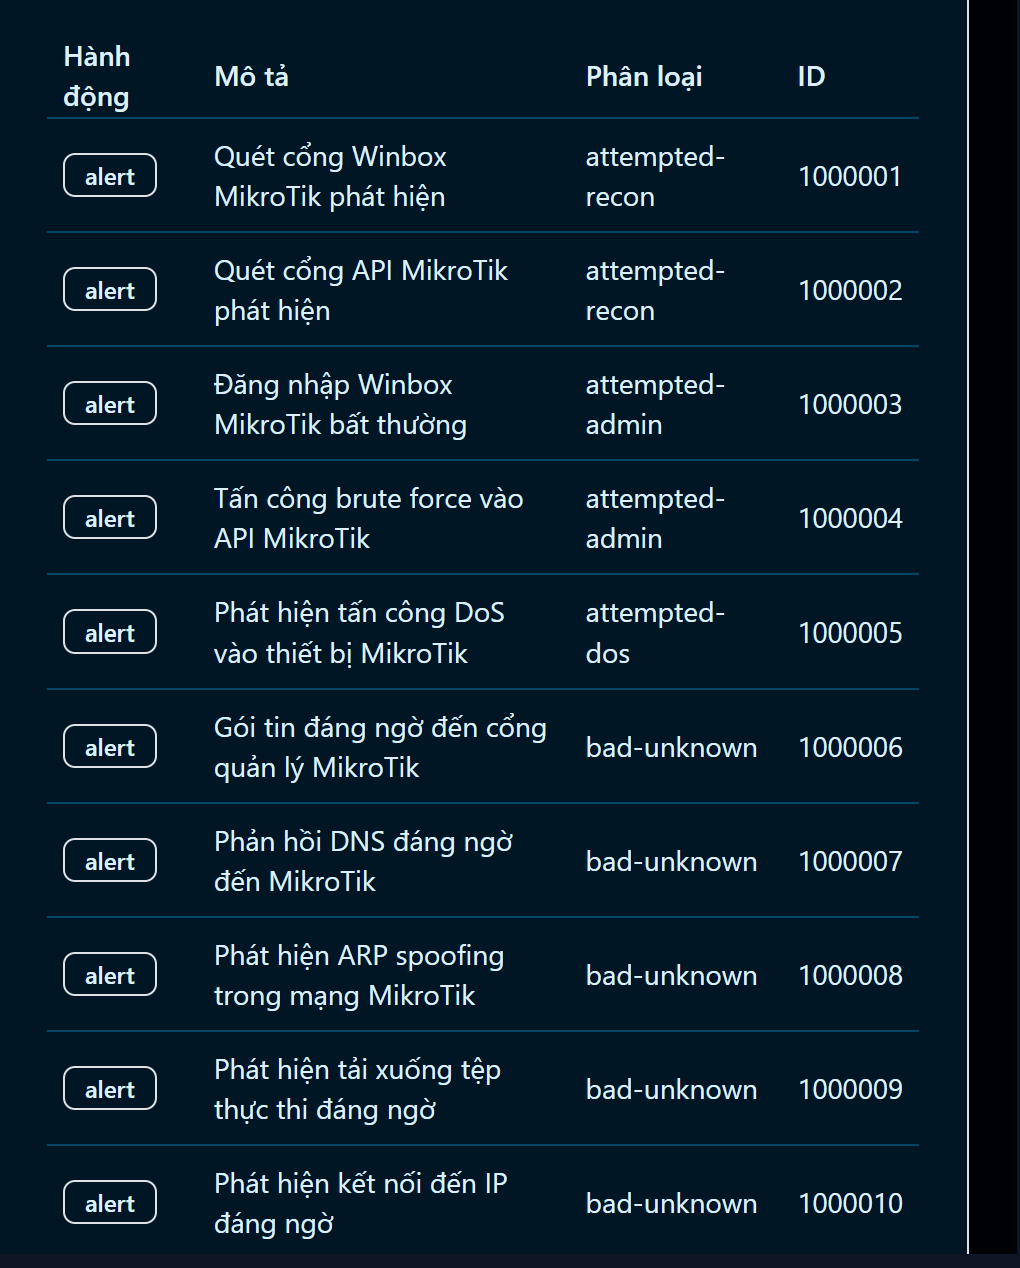 Hành
động
Mô tả
Phân loại
ID
alert
Quét cổng Winbox
MikroTik phát hiện
attempted-
recon
1000001
alert
Quét cổng API MikroTik
phát hiện
attempted-
recon
1000002
alert
Đăng nhập Winbox
MikroTik bất thường
attempted-
admin
1000003
alert
Tấn công brute force vào
API MikroTik
attempted-
admin
1000004
alert
Phát hiện tấn công DoS
vào thiết bị MikroTik
attempted-
dos
1000005
alert
Gói tin đáng ngờ đến cổng
quản lý MikroTik
bad-unknown
1000006
alert
Phản hồi DNS đáng ngờ
đến MikroTik
bad-unknown
1000007
alert
Phát hiện ARP spoofing
trong mạng MikroTik
bad-unknown
1000008
alert
Phát hiện tải xuống tệp
thực thi đáng ngờ
bad-unknown
1000009
alert
Phát hiện kết nối đến IP
đáng ngờ
bad-unknown
1000010